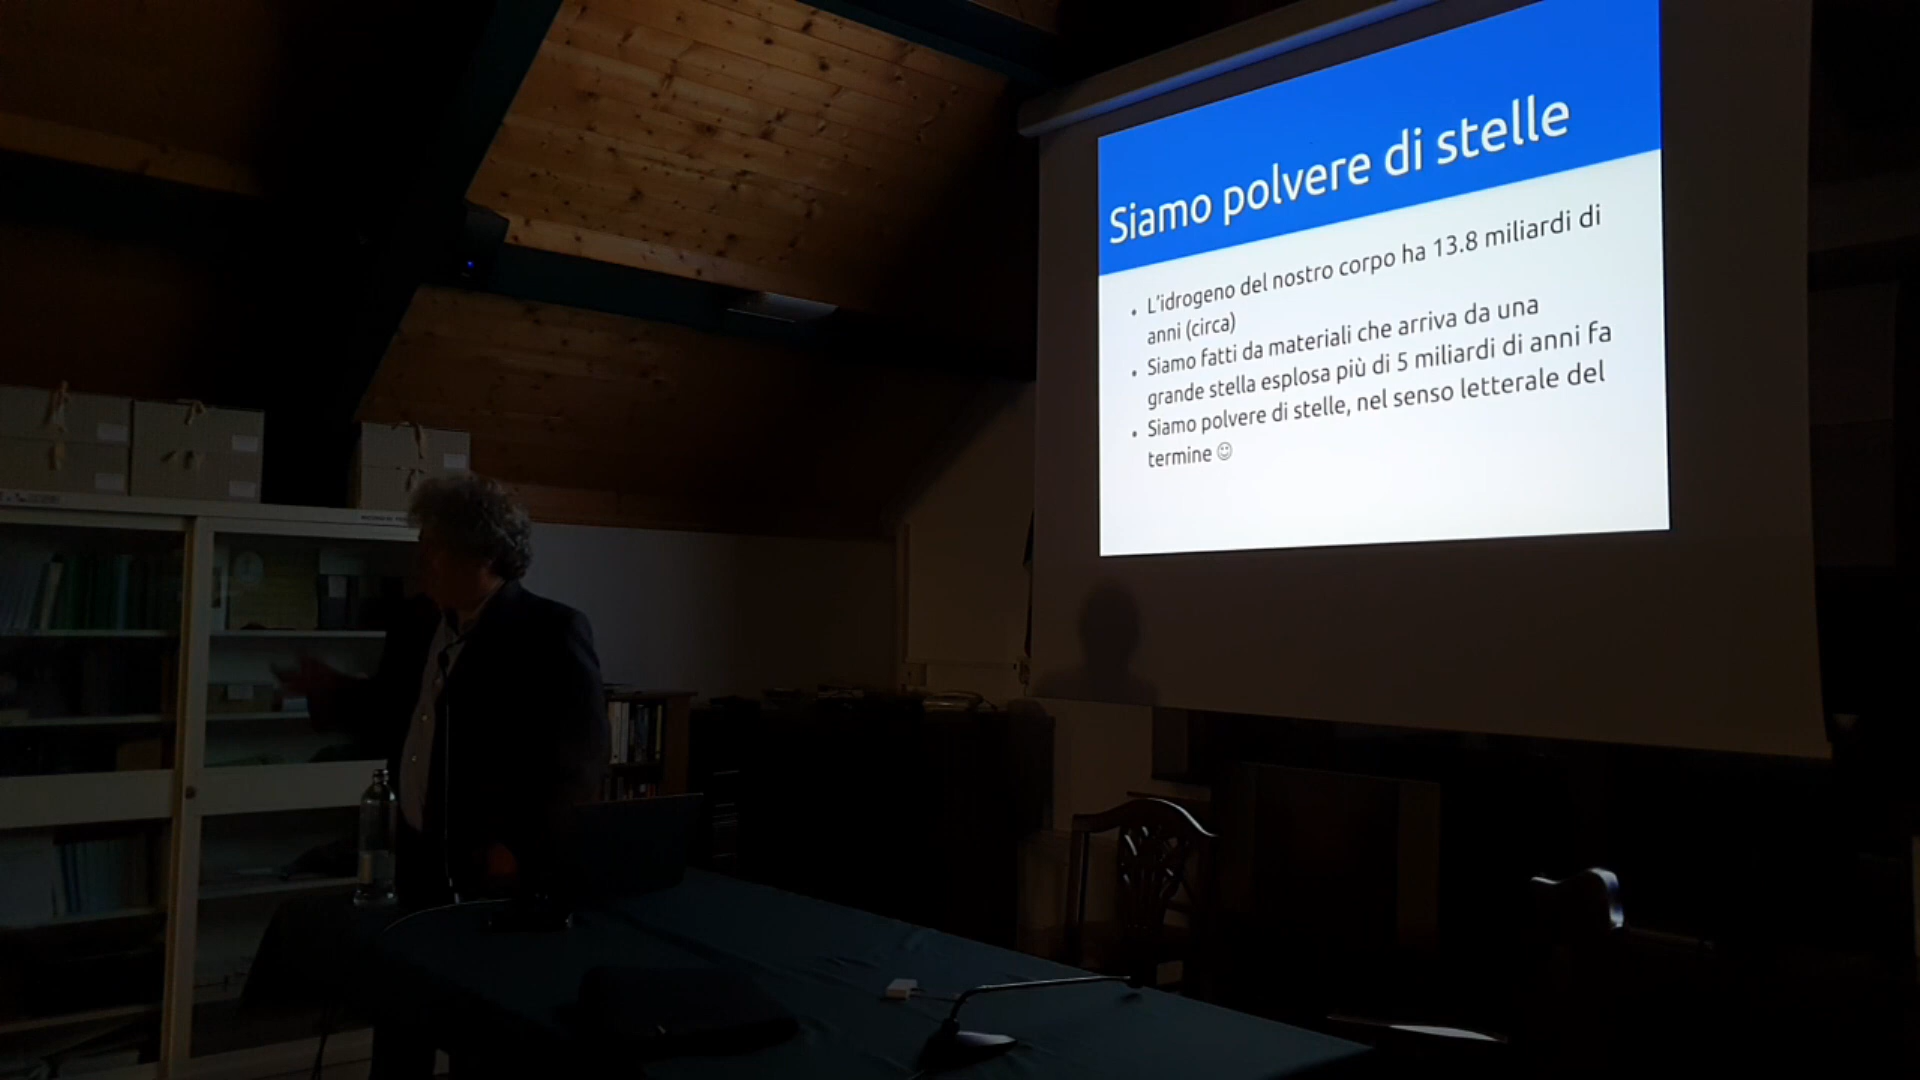 Siamo polvere di stelle
• L'idrogeno del nostro corpo ha 13.8 miliardi di
anni (circa)
• Siamo fatti da materiali che arriva da una
grande stella esplosa più di 5 miliardi di anni fa
• Siamo polvere di stelle, nel senso letterale del
termine ☺